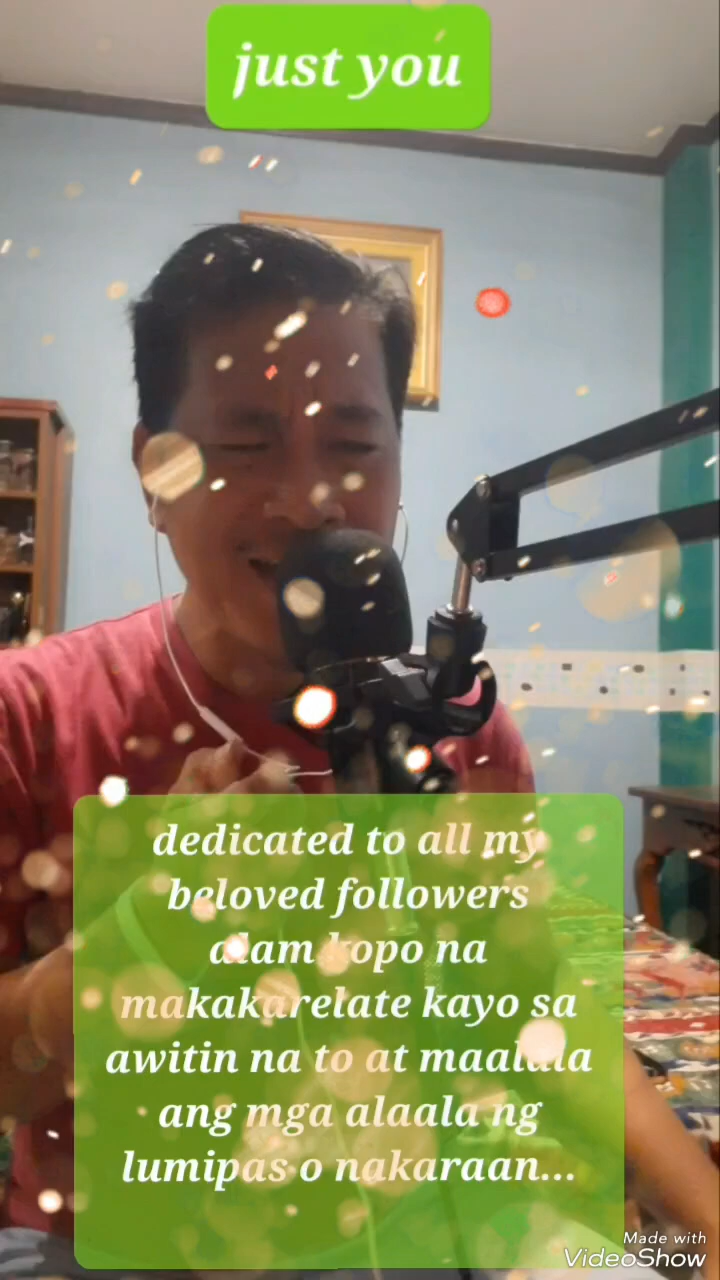 just you
dedicated to all my
beloved followers
alam kopo na
makakarelate kayo sa
awitin na to at maalala
ang mga alaala ng
lumipas o nakaraan...
Made with
VideoShow